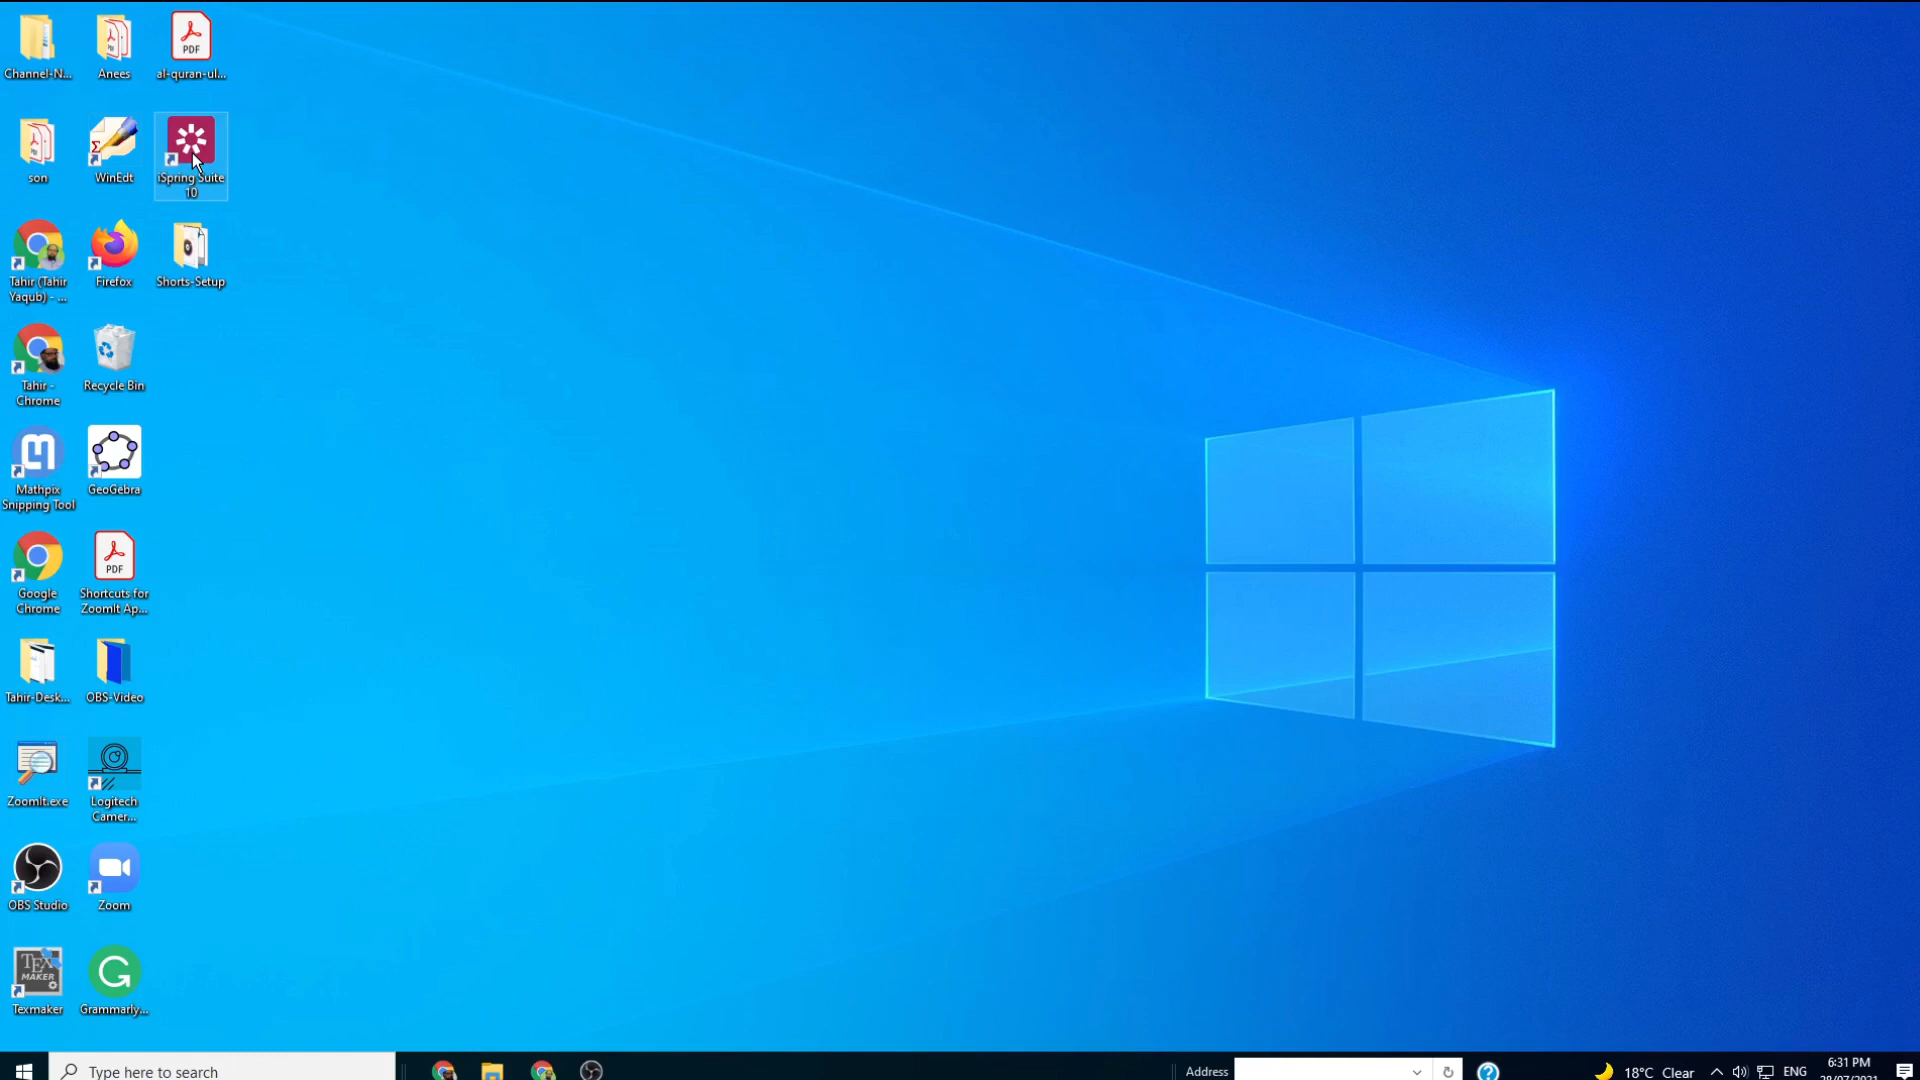 Channel-N...
Anees
al-quran-ul...
PDF
son
WinEdt
iSpring Suite
10
Tahir (Tahir
Yaqub) - ...
Firefox
Shorts-Setup
Tahir -
Chrome
Recycle Bin
Mathpix
Snipping Tool
GeoGebra
Google
Chrome
PDF
Shortcuts for
ZoomIt Ap...
Tahir-Desk...
OBS-Video
ZoomIt.exe
Logitech
Camer...
OBS Studio
Zoom
TEX
MAKER
Texmaker
Grammarly...
Type here to search
Address
18°C Clear
ENG
6:31 PM
28/07/2021